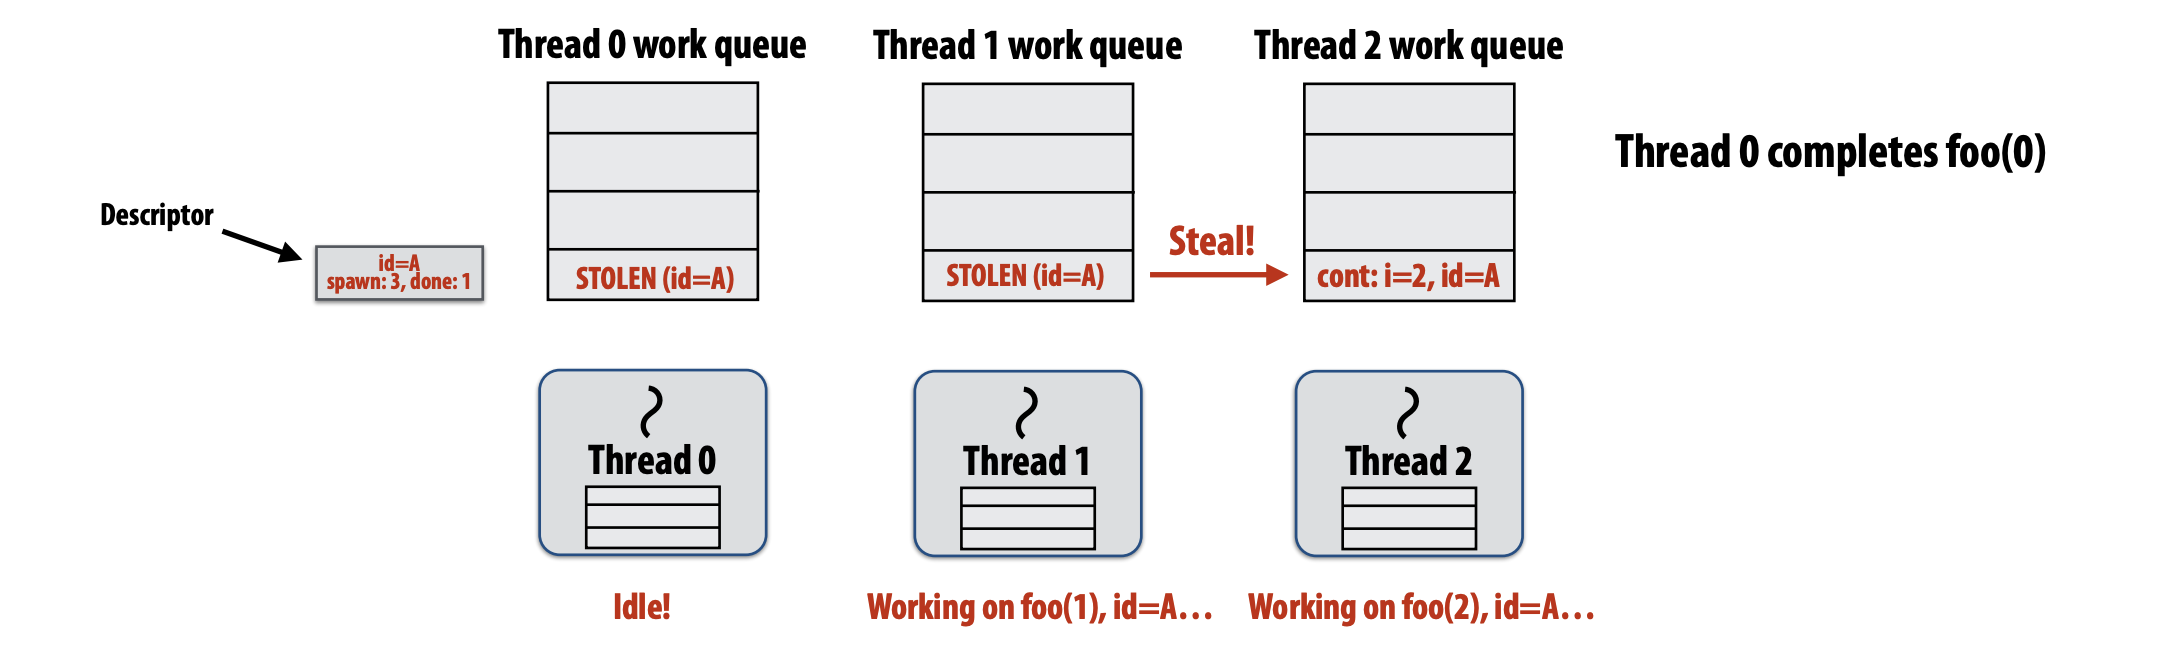 Thread 0 work queue
Thread 1 work queue
Thread 2 work queue
Thread 0 completes foo(0)
Descriptor
id=A
spawn: 3, done: 1
STOLEN (id=A)
STOLEN (id=A)
Steal!
cont: i=2, id=A
Thread 0
Thread 1
Thread 2
Idle!
Working on foo(1), id=A…
Working on foo(2), id=A…